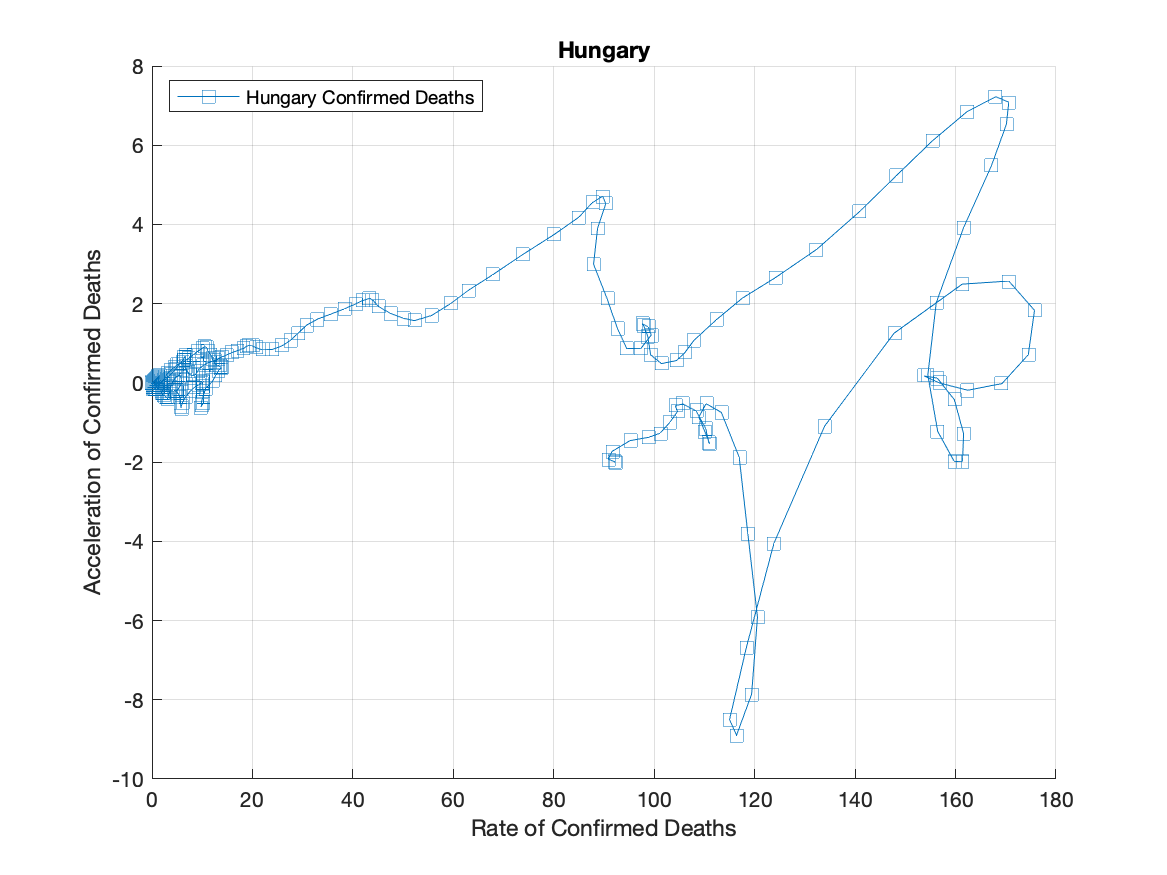 Hungary
Hungary Confirmed Deaths
8
6
4
2
0
-2
-4
-6
-8
-10
Acceleration of Confirmed Deaths
0 20 40 60 80 100 120 140 160 180
Rate of Confirmed Deaths